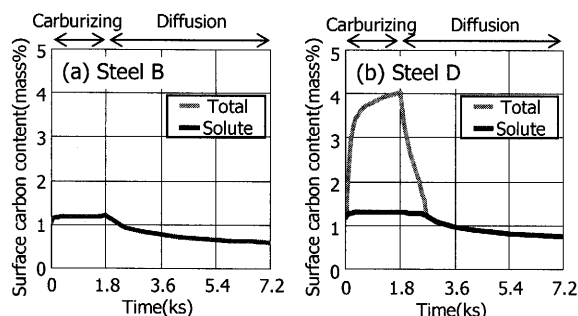 Carburizing Diffusion
Surface carbon content(mass%)
5
4
3
2
1
0
(a) Steel B
Total
Solute
0 1.8 3.6 5.4 7.2
Time(ks)
Carburizing Diffusion
Surface carbon content(mass%)
5
4
3
2
1
0
(b) Steel D
Total
Solute
0 1.8 3.6 5.4 7.2
Time(ks)